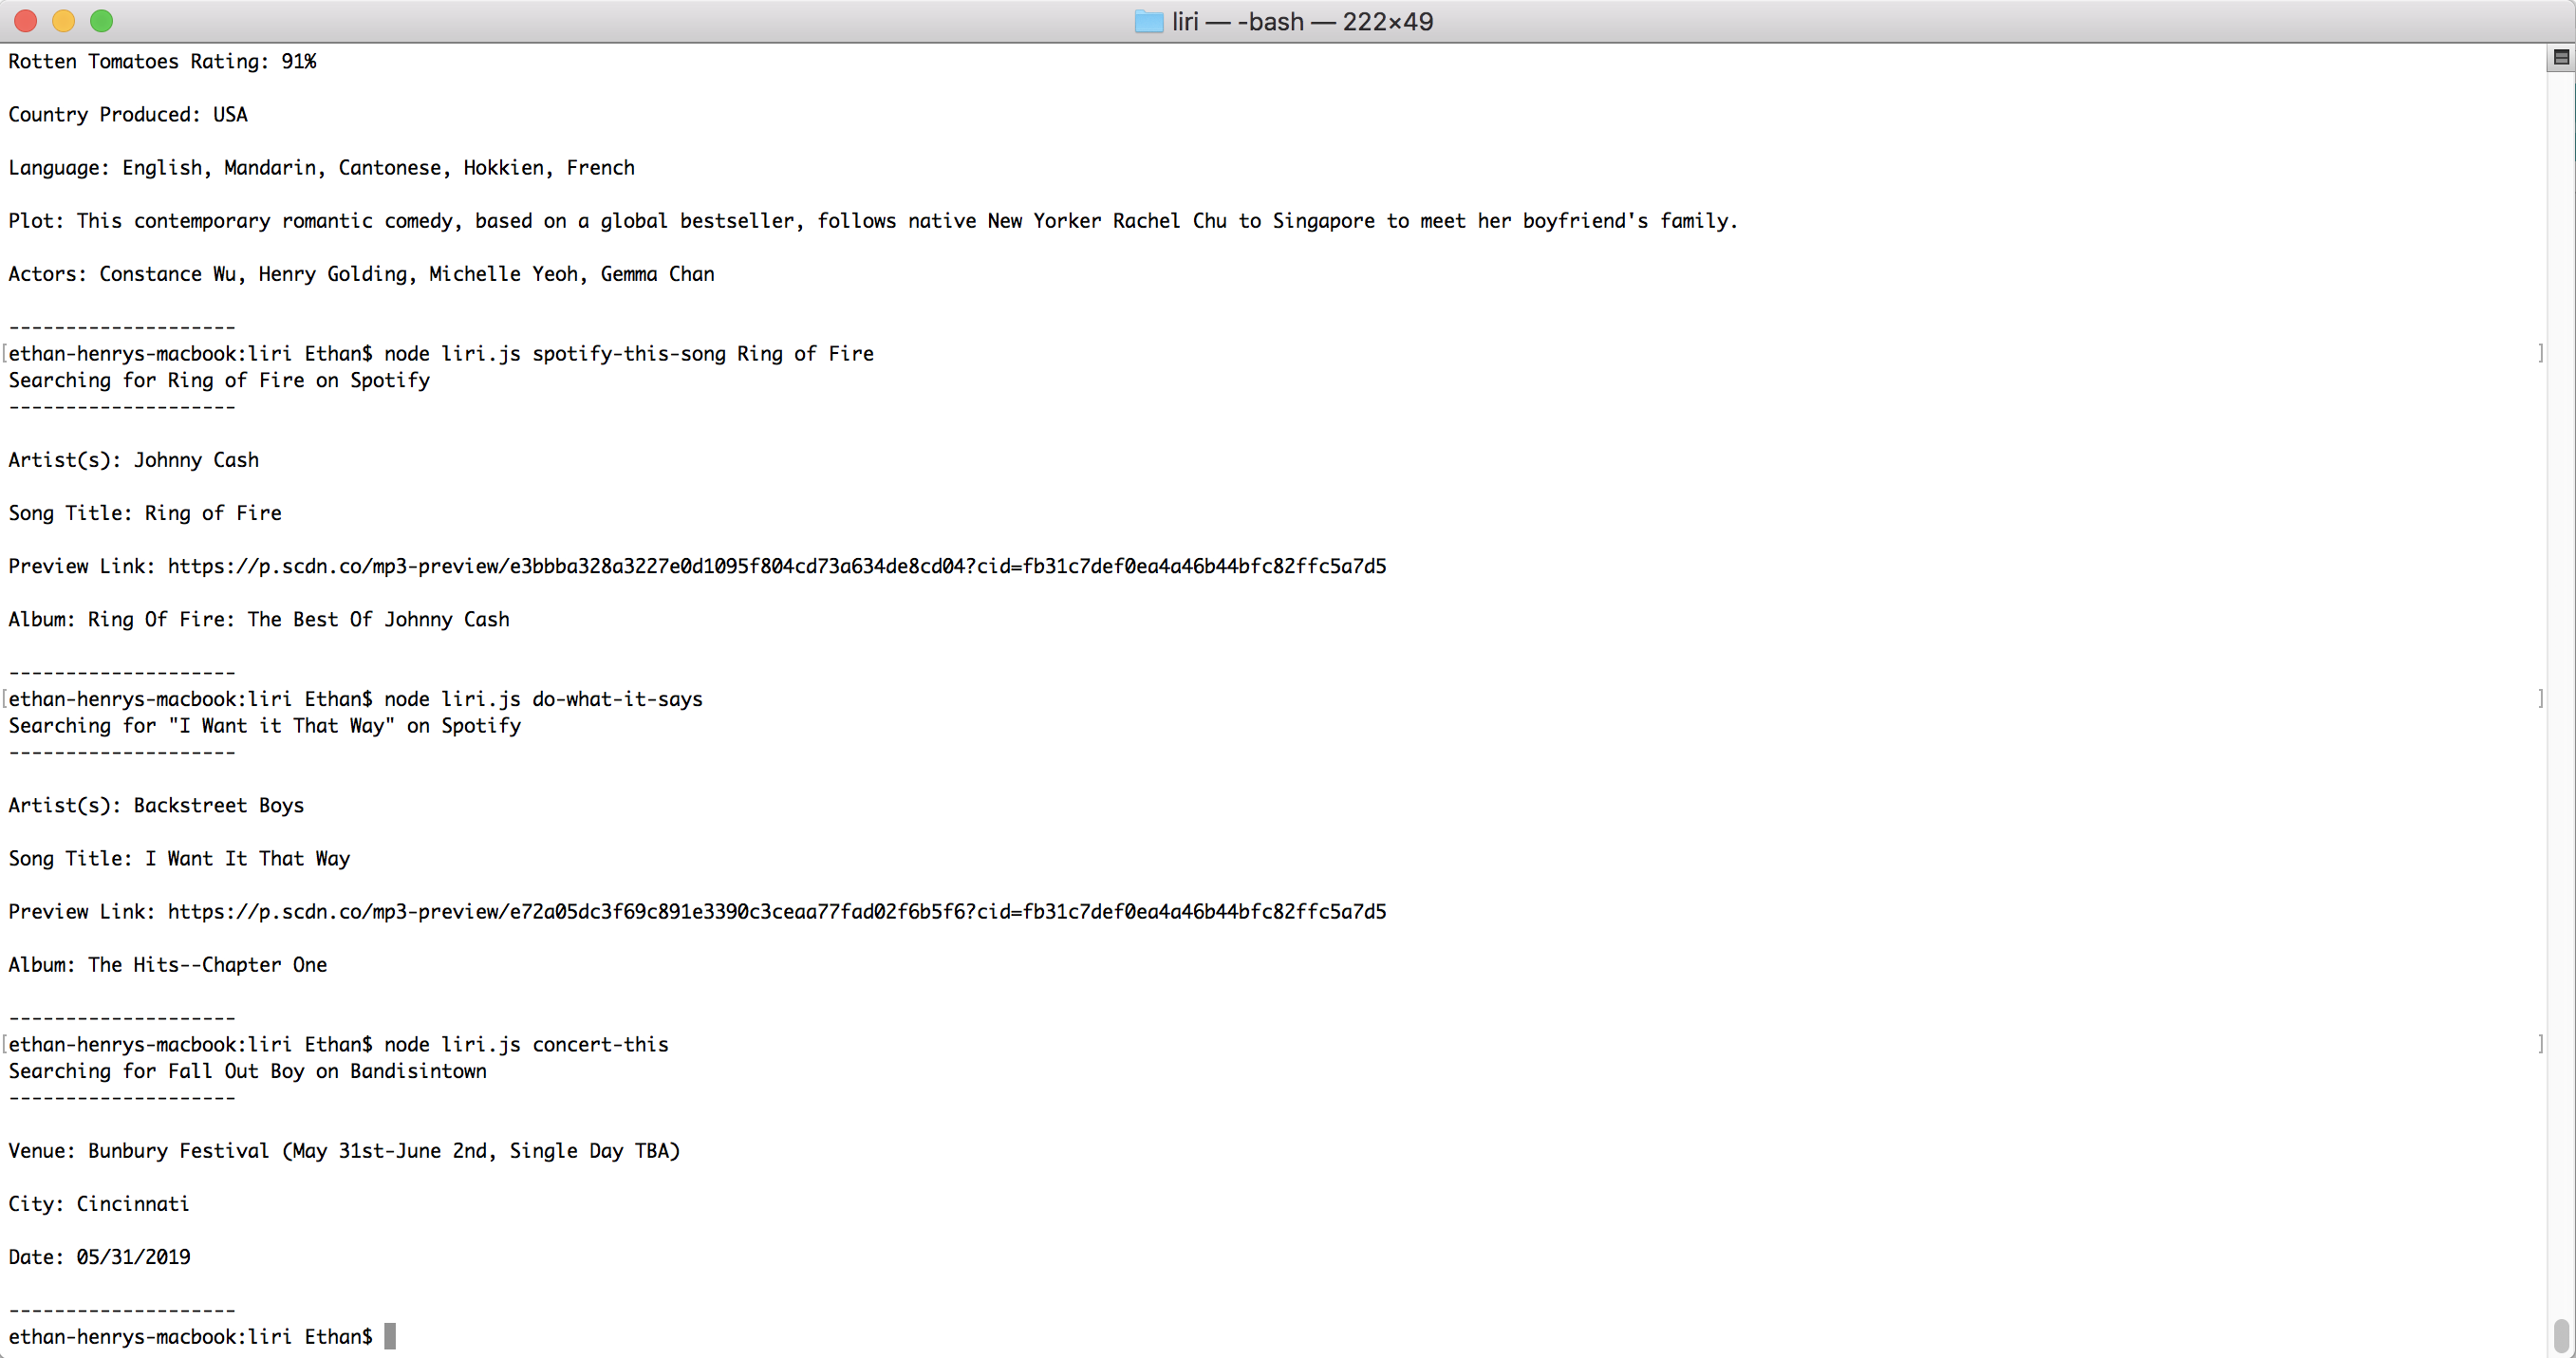 liri — -bash — 222×49
Rotten Tomatoes Rating: 91%
Country Produced: USA
Language: English, Mandarin, Cantonese, Hokkien, French
Plot: This contemporary romantic comedy, based on a global bestseller, follows native New Yorker Rachel Chu to Singapore to meet her boyfriend's family.
Actors: Constance Wu, Henry Golding, Michelle Yeoh, Gemma Chan
--------------------
[ethan-henrys-macbook:liri Ethan$ node liri.js spotify-this-song Ring of Fire ]
Searching for Ring of Fire on Spotify
--------------------
Artist(s): Johnny Cash
Song Title: Ring of Fire
Preview Link: https://p.scdn.co/mp3-preview/e3bbba328a3227e0d1095f804cd73a634de8cd04?cid=fb31c7def0ea4a46b44bfc82ffc5a7d5
Album: Ring Of Fire: The Best Of Johnny Cash
--------------------
[ethan-henrys-macbook:liri Ethan$ node liri.js do-what-it-says ]
Searching for "I Want it That Way" on Spotify
--------------------
Artist(s): Backstreet Boys
Song Title: I Want It That Way
Preview Link: https://p.scdn.co/mp3-preview/e72a05dc3f69c891e3390c3ceaa77fad02f6b5f6?cid=fb31c7def0ea4a46b44bfc82ffc5a7d5
Album: The Hits--Chapter One
--------------------
[ethan-henrys-macbook:liri Ethan$ node liri.js concert-this ]
Searching for Fall Out Boy on Bandisintown
--------------------
Venue: Bunbury Festival (May 31st-June 2nd, Single Day TBA)
City: Cincinnati
Date: 05/31/2019
--------------------
ethan-henrys-macbook:liri Ethan$